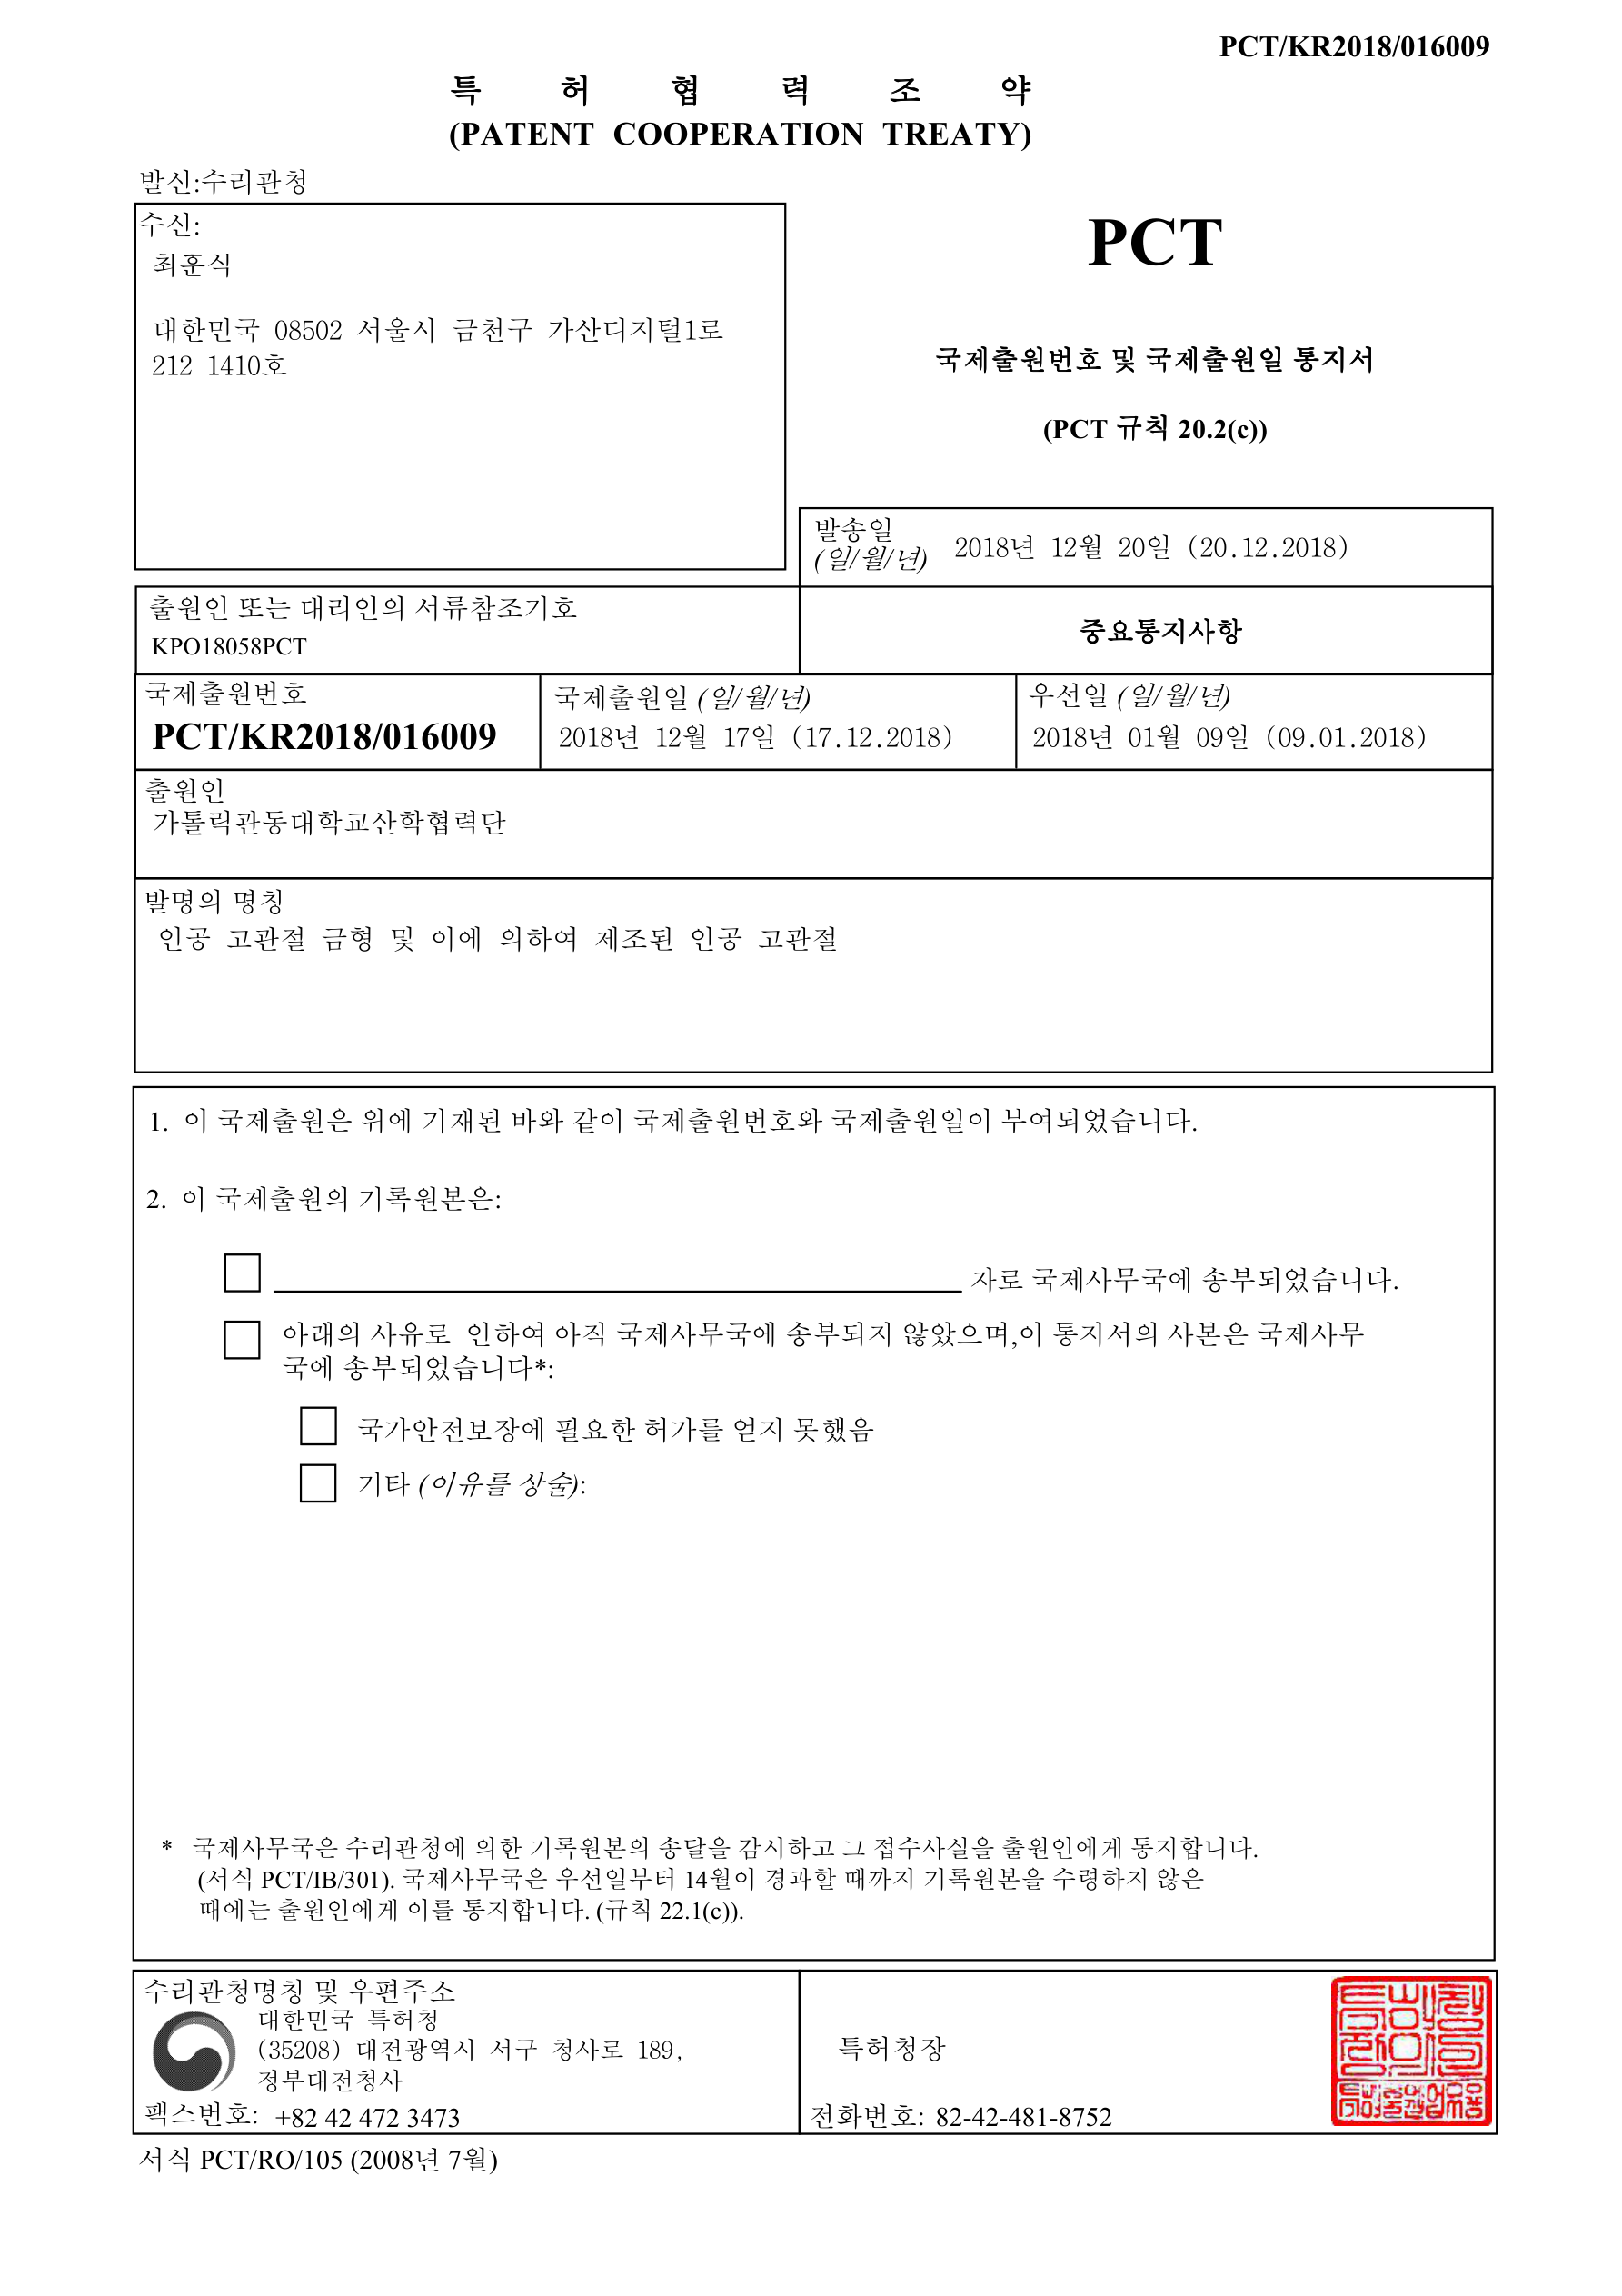 PCT/KR2018/016009
특 허 협 력 조 약
(PATENT COOPERATION TREATY)
발신:수리관청
수신:
최훈식
대한민국 08502 서울시 금천구 가산디지털1로
212 1410호
PCT
국제출원번호 및 국제출원일 통지서
(PCT 규칙 20.2(c))
발송일
(일/월/년) 2018년 12월 20일 (20.12.2018)
출원인 또는 대리인의 서류참조기호
KPO18058PCT
중요통지사항
국제출원번호
PCT/KR2018/016009
국제출원일 (일/월/년)
2018년 12월 17일 (17.12.2018)
우선일 (일/월/년)
2018년 01월 09일 (09.01.2018)
출원인
가톨릭관동대학교산학협력단
발명의 명칭
인공 고관절 금형 및 이에 의하여 제조된 인공 고관절
1. 이 국제출원은 위에 기재된 바와 같이 국제출원번호와 국제출원일이 부여되었습니다.
2. 이 국제출원의 기록원본은:
자로 국제사무국에 송부되었습니다.
아래의 사유로 인하여 아직 국제사무국에 송부되지 않았으며,이 통지서의 사본은 국제사무
국에 송부되었습니다*:
국가안전보장에 필요한 허가를 얻지 못했음
기타 (이유를 상술):
* 국제사무국은 수리관청에 의한 기록원본의 송달을 감시하고 그 접수사실을 출원인에게 통지합니다.
(서식 PCT/IB/301). 국제사무국은 우선일부터 14월이 경과할 때까지 기록원본을 수령하지 않은
때에는 출원인에게 이를 통지합니다. (규칙 22.1(c)).
수리관청명칭 및 우편주소
대한민국 특허청
(35208) 대전광역시 서구 청사로 189,
정부대전청사
팩스번호: +82 42 472 3473
특허청장
전화번호: 82-42-481-8752
서식 PCT/RO/105 (2008년 7월)